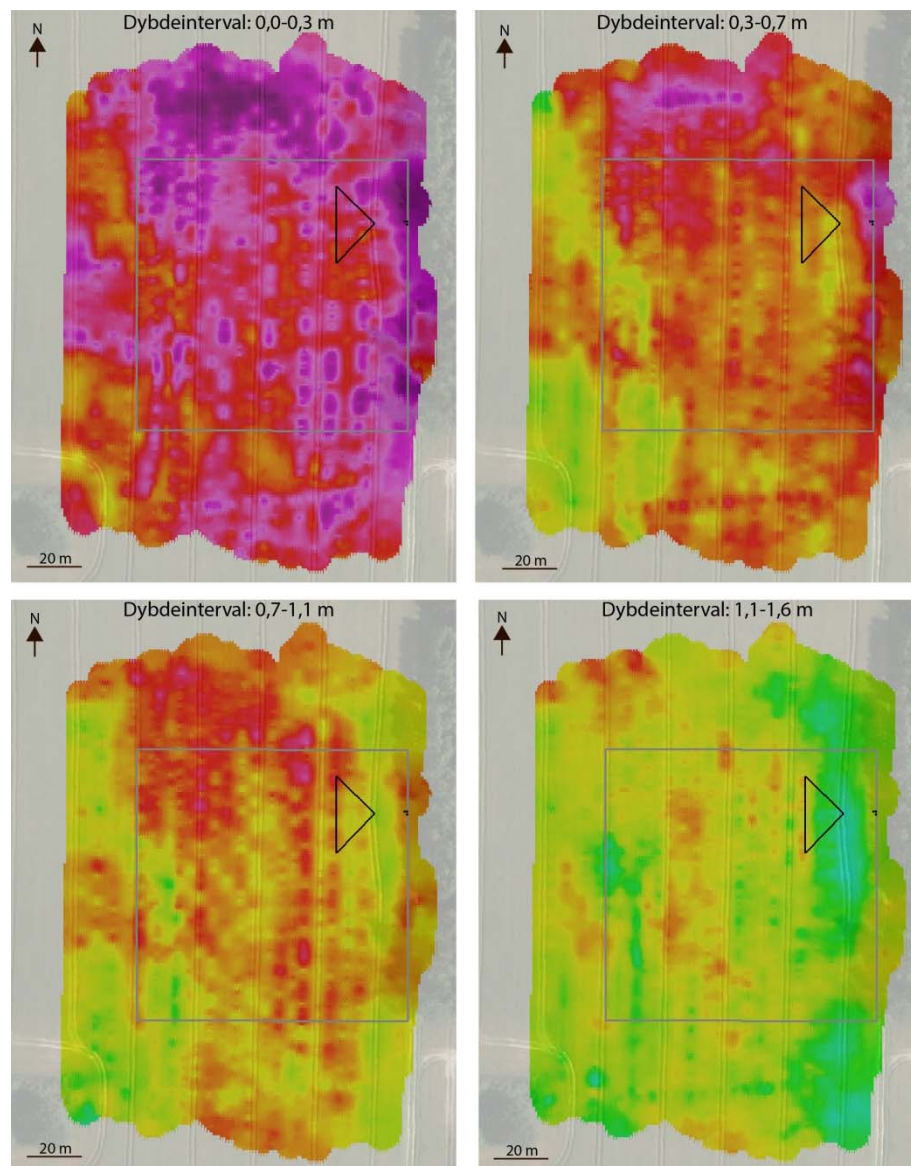 Dybdeinterval: 0,0-0,3 m
N
20 m
Dybdeinterval: 0,3-0,7 m
N
20 m
Dybdeinterval: 0,7-1,1 m
N
20 m
Dybdeinterval: 1,1-1,6 m
N
20 m